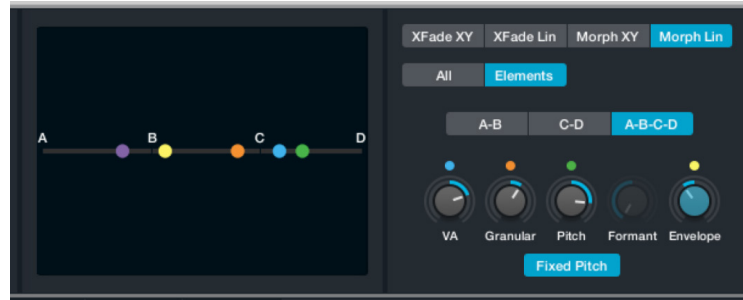 XFade XY XFade Lin Morph XY Morph Lin
All Elements
A-B C-D A-B-C-D
A B C D
VA Granular Pitch Formant Envelope
Fixed Pitch